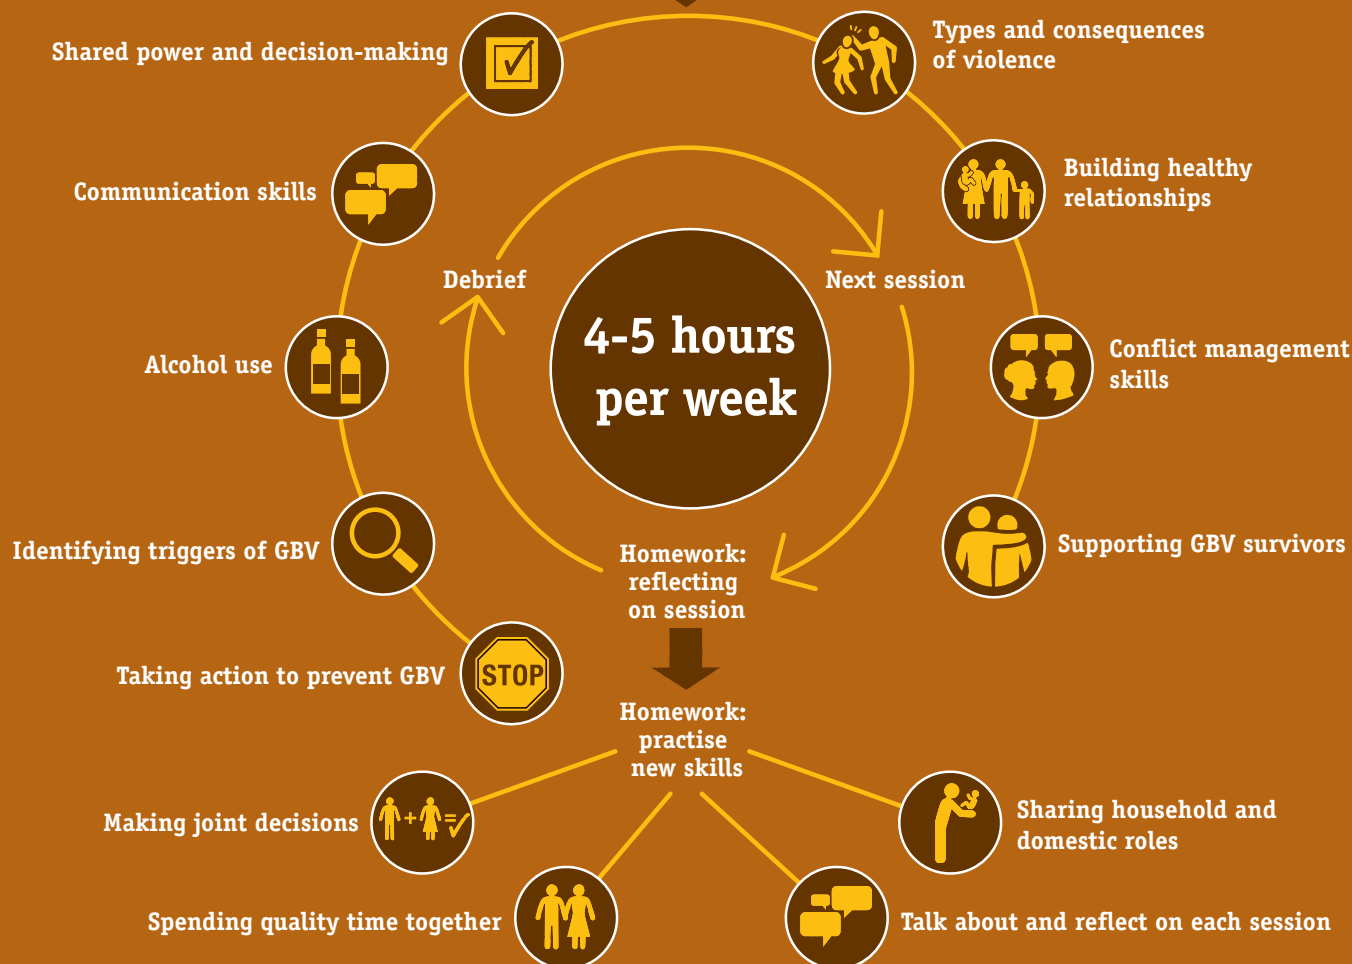 Shared power and decision-making
Types and consequences
of violence
Communication skills
Building healthy
relationships
Debrief
Next session
4-5 hours
per week
Alcohol use
Conflict management
skills
Identifying triggers of GBV
Homework:
reflecting
on session
Supporting GBV survivors
Taking action to prevent GBV
STOP
Homework:
practise
new skills
Making joint decisions
Sharing household and
domestic roles
Spending quality time together
Talk about and reflect on each session